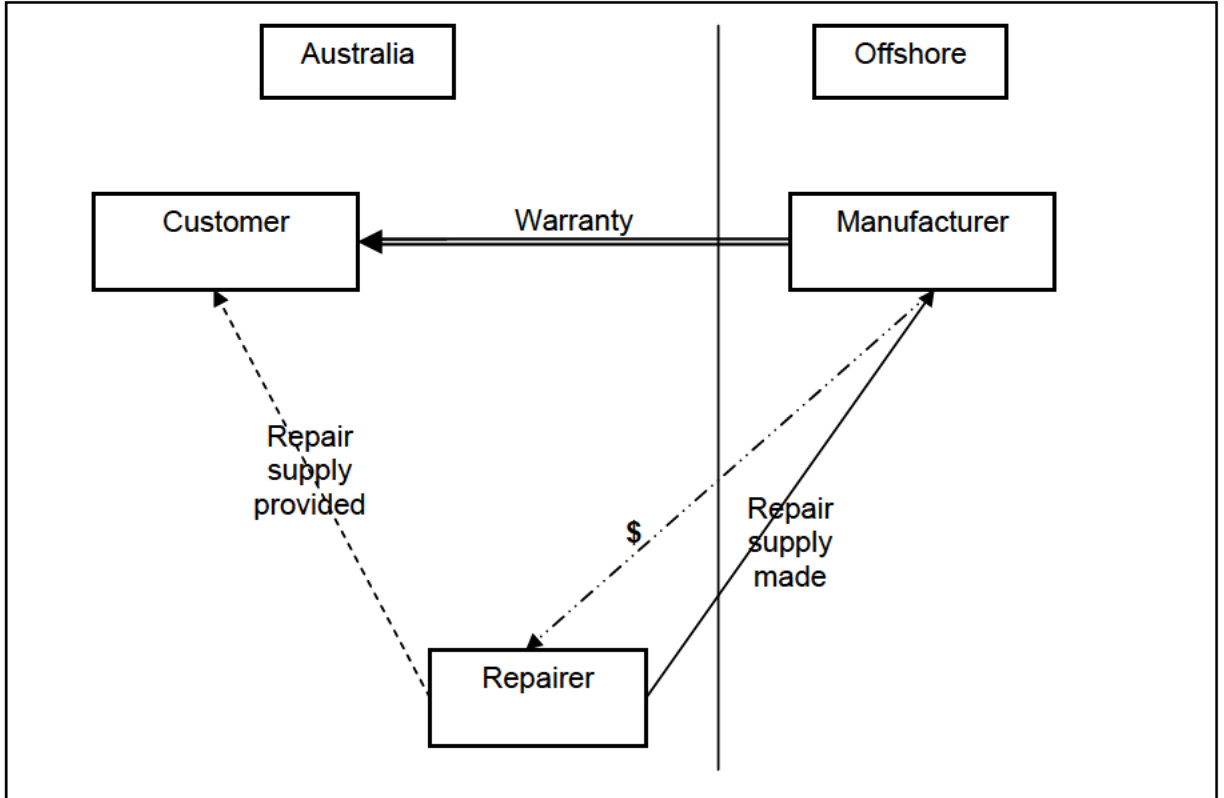 Australia
Offshore
Customer
Warranty
Manufacturer
Repair
supply
provided
$
Repair
supply
made
Repairer